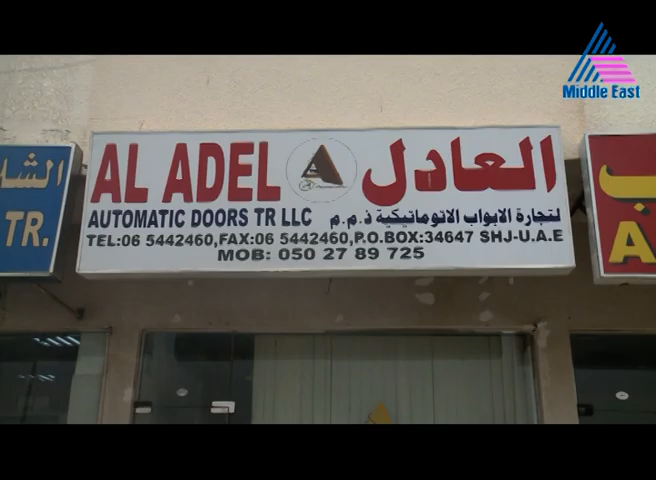 Middle East
AL ADEL العادل
AUTOMATIC DOORS TR LLC لتجارة الابواب الاتوماتيكية ذ.م.م
TEL:06 5442460,FAX:06 5442460,P.O.BOX:34647 SHJ-U.A.E
MOB: 050 27 89 725
TR.